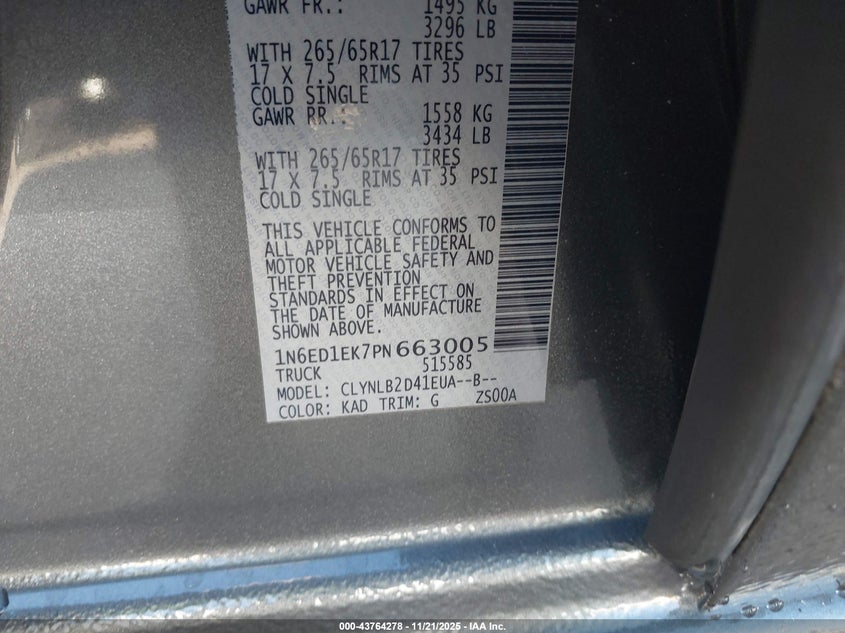 GAWR FR.: 1495 KG
3296 LB
WITH 265/65R17 TIRES
17 X 7.5 RIMS AT 35 PSI
COLD SINGLE
GAWR RR.: 1558 KG
3434 LB
WITH 265/65R17 TIRES
17 X 7.5 RIMS AT 35 PSI
COLD SINGLE
THIS VEHICLE CONFORMS TO
ALL APPLICABLE FEDERAL
MOTOR VEHICLE SAFETY AND
THEFT PREVENTION
STANDARDS IN EFFECT ON
THE DATE OF MANUFACTURE
SHOWN ABOVE.
1N6ED1EK7PN663005
TRUCK 515585
MODEL: CLYNLB2D41EUA--B--
COLOR: KAD TRIM: G ZS00A
000-43764278 - 11/21/2025 - IAA Inc.